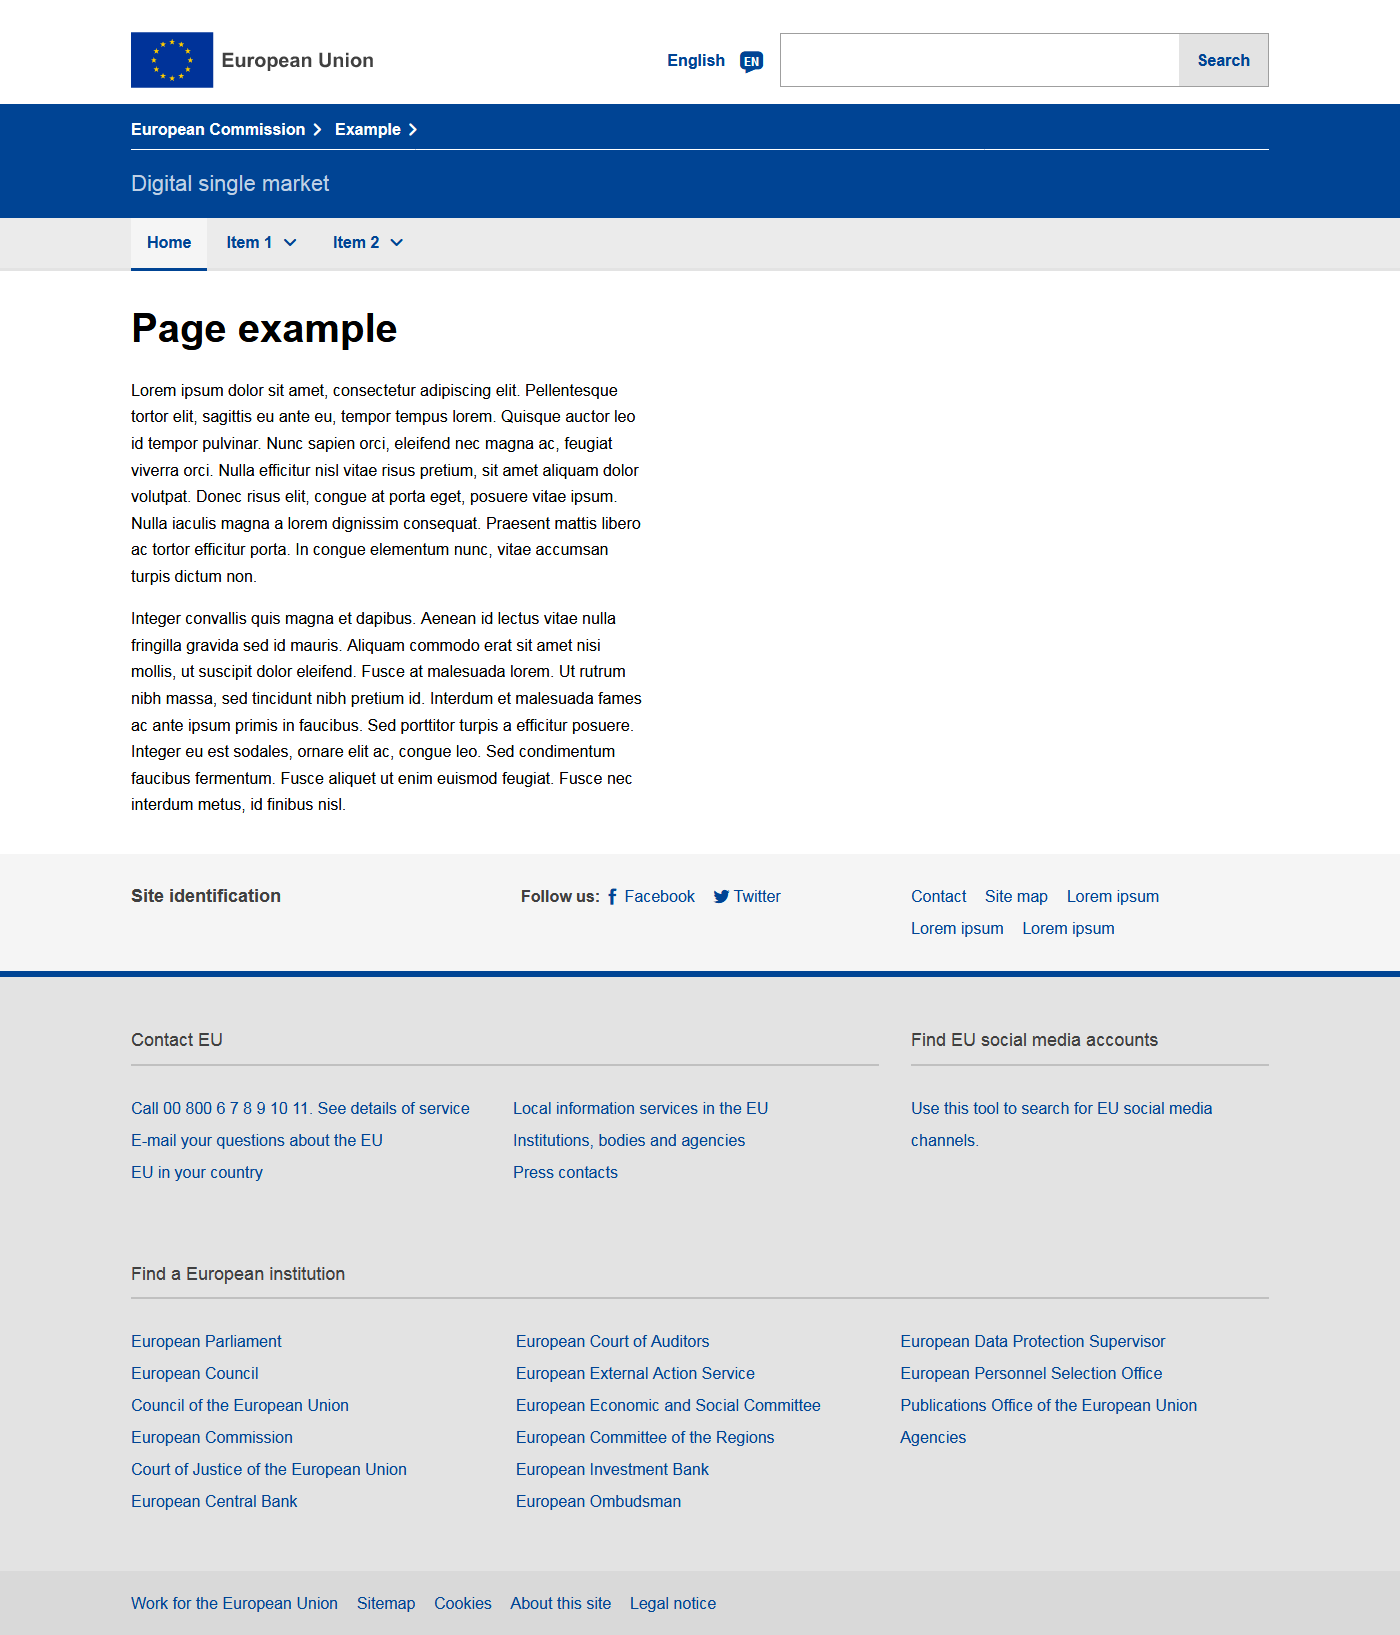 European Union
English
EN
Search
European Commission
Example
Digital single market
Home
Item 1
Item 2
Page example
Lorem ipsum dolor sit amet, consectetur adipiscing elit. Pellentesque
tortor elit, sagittis eu ante eu, tempor tempus lorem. Quisque auctor leo
id tempor pulvinar. Nunc sapien orci, eleifend nec magna ac, feugiat
viverra orci. Nulla efficitur nisl vitae risus pretium, sit amet aliquam dolor
volutpat. Donec risus elit, congue at porta eget, posuere vitae ipsum.
Nulla iaculis magna a lorem dignissim consequat. Praesent mattis libero
ac tortor efficitur porta. In congue elementum nunc, vitae accumsan
turpis dictum non.
Integer convallis quis magna et dapibus. Aenean id lectus vitae nulla
fringilla gravida sed id mauris. Aliquam commodo erat sit amet nisi
mollis, ut suscipit dolor eleifend. Fusce at malesuada lorem. Ut rutrum
nibh massa, sed tincidunt nibh pretium id. Interdum et malesuada fames
ac ante ipsum primis in faucibus. Sed porttitor turpis a efficitur posuere.
Integer eu est sodales, ornare elit ac, congue leo. Sed condimentum
faucibus fermentum. Fusce aliquet ut enim euismod feugiat. Fusce nec
interdum metus, id finibus nisl.
Site identification
Follow us: Facebook Twitter
Contact Site map Lorem ipsum
Lorem ipsum Lorem ipsum
Contact EU
Call 00 800 6 7 8 9 10 11. See details of service
E-mail your questions about the EU
EU in your country
Local information services in the EU
Institutions, bodies and agencies
Press contacts
Find EU social media accounts
Use this tool to search for EU social media
channels.
Find a European institution
European Parliament
European Council
Council of the European Union
European Commission
Court of Justice of the European Union
European Central Bank
European Court of Auditors
European External Action Service
European Economic and Social Committee
European Committee of the Regions
European Investment Bank
European Ombudsman
European Data Protection Supervisor
European Personnel Selection Office
Publications Office of the European Union
Agencies
Work for the European Union Sitemap Cookies About this site Legal notice